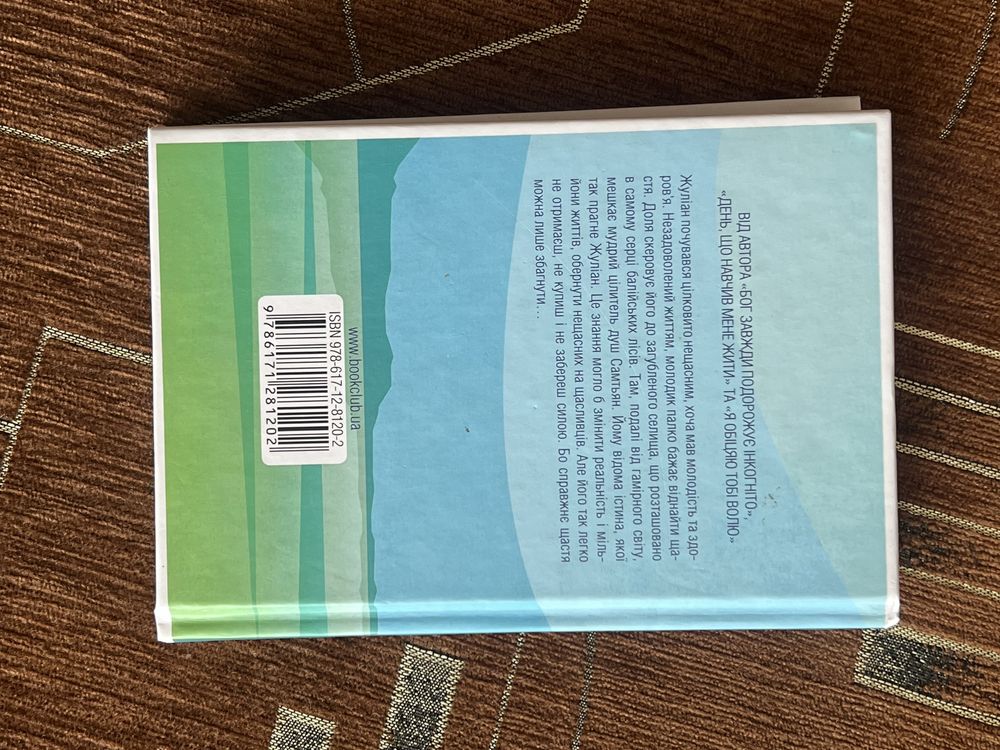 ВІД АВТОРА «БОГ ЗАВЖДИ ПОДОРОЖУЄ ІНКОГНІТО»,
«ДЕНЬ, ЩО НАВЧИВ МЕНЕ ЖИТИ» ТА «Я ОБІЦЯЮ ТОБІ ВОЛЮ»
Жуліан почувався цілковито нещасним, хоча мав молодість та здо-
ров'я. Незадоволений життям, молодик палко бажає віднайти ща-
стя. Доля скеровує його до загубленого селища, що розташовано
в самому серці балійських лісів. Там, подалі від гамірного світу,
мешкає мудрий цілитель душ Самтьян. Йому відома істина, якої
так прагне Жуліан. Це знання могло б змінити реальність і міль-
йони життів, обернути нещасних на щасливців. Але його так легко
не отримаєш, не купиш і не забереш силою. Бо справжнє щастя
можна лише збагнути…
www.bookclub.ua
ISBN 978-617-12-8120-2
9 786171 281202